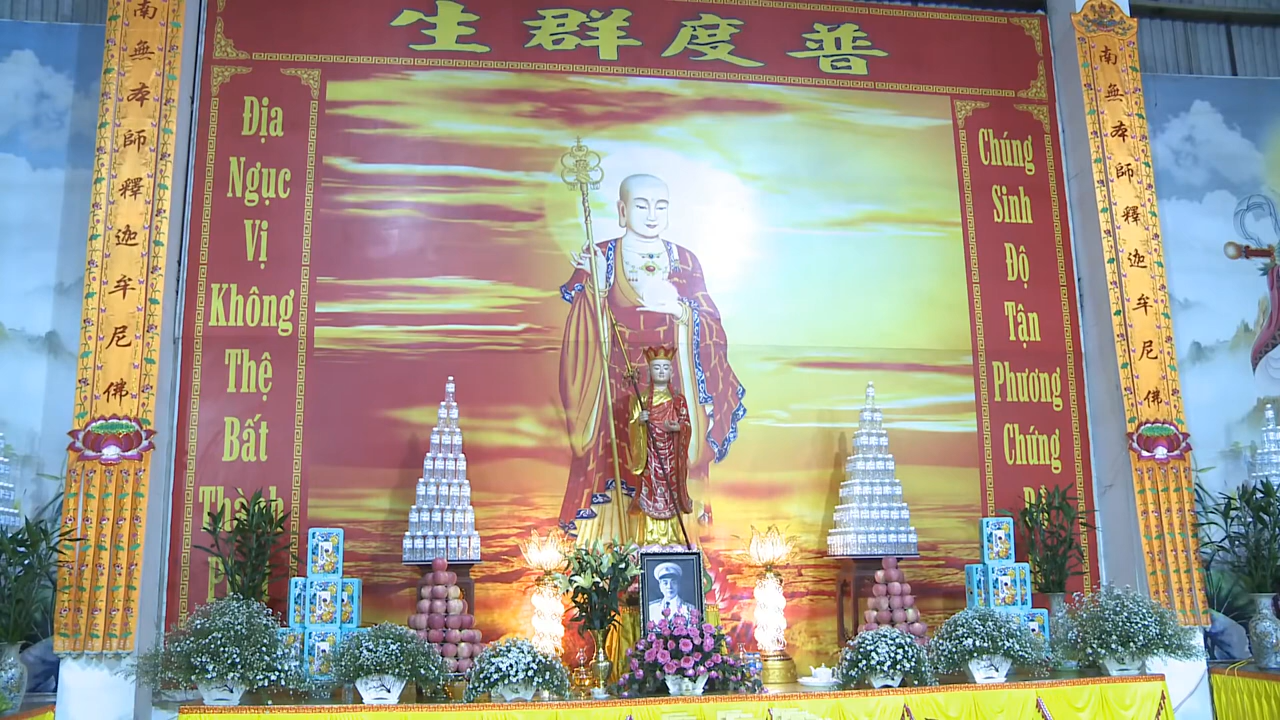 普度群生
南無本師釋迦牟尼佛
Địa
Ngục
Vị
Không
Thệ
Bất
Thành
Chúng
Sinh
Độ
Tận
Phương
Chứng
南無本師釋迦牟尼佛